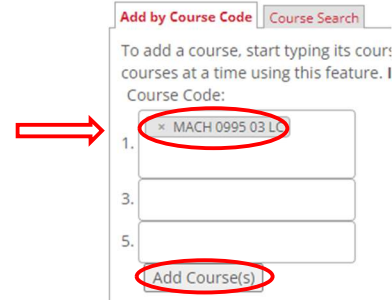 Add by Course Code Course Search
To add a course, start typing its cours
courses at a time using this feature.
Course Code:
1. × MACH 0995 03 LC
3.
5.
Add Course(s)